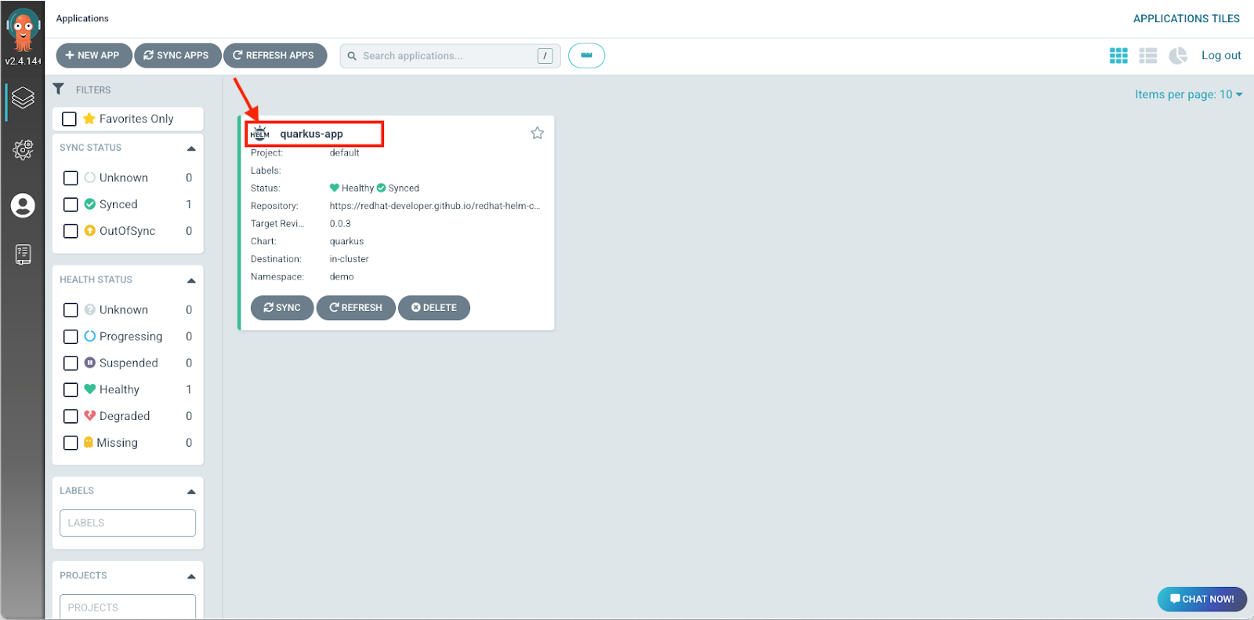 Applications
APPLICATIONS TILES
v2.4.14+
NEW APP
SYNC APPS
REFRESH APPS
Search applications...
/
Log out
FILTERS
Items per page: 10
Favorites Only
SYNC STATUS
Unknown 0
Synced 1
OutOfSync 0
HEALTH STATUS
Unknown 0
Progressing 0
Suspended 0
Healthy 1
Degraded 0
Missing 0
LABELS
LABELS
PROJECTS
PROJECTS
HELM
quarkus-app
Project: default
Labels:
Status: Healthy Synced
Repository: https://redhat-developer.github.io/redhat-helm-c...
Target Revi... 0.0.3
Chart: quarkus
Destination: in-cluster
Namespace: demo
SYNC
REFRESH
DELETE
CHAT NOW!